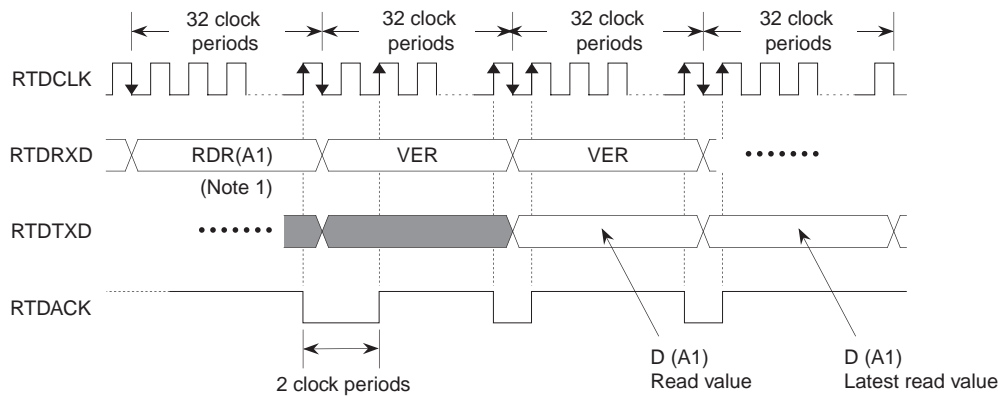 32 clock
periods
32 clock
periods
32 clock
periods
32 clock
periods
RTDCLK
RTDRXD
RDR(A1)
VER
VER
(Note 1)
RTDTXD
RTDACK
2 clock periods
D (A1)
Read value
D (A1)
Latest read value